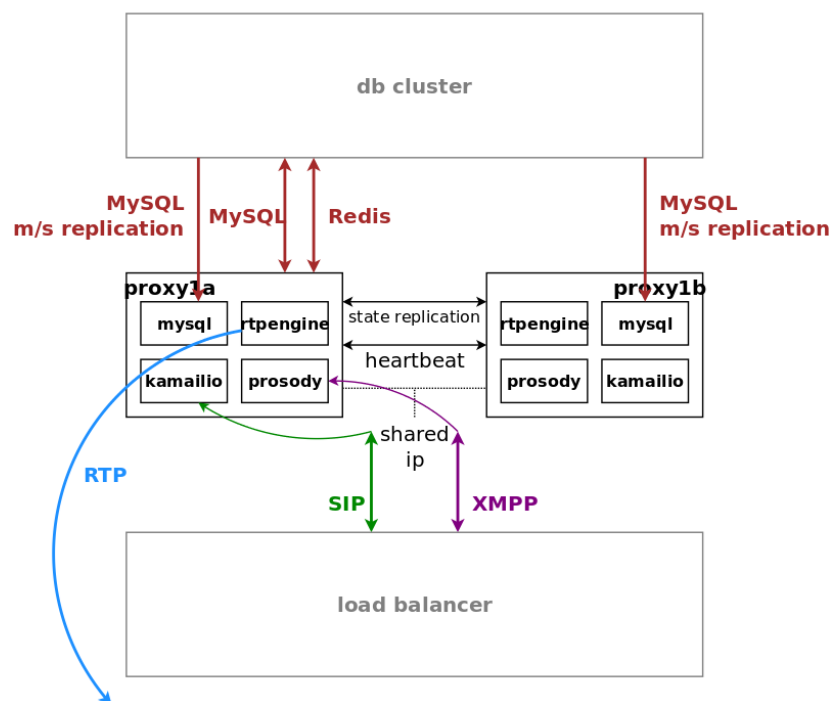 db cluster
MySQL
m/s replication
MySQL
Redis
MySQL
m/s replication
proxy1a
proxy1b
mysql
rtpengine
state replication
rtpengine
mysql
heartbeat
kamailio
prosody
prosody
kamailio
shared
ip
RTP
SIP
XMPP
load balancer